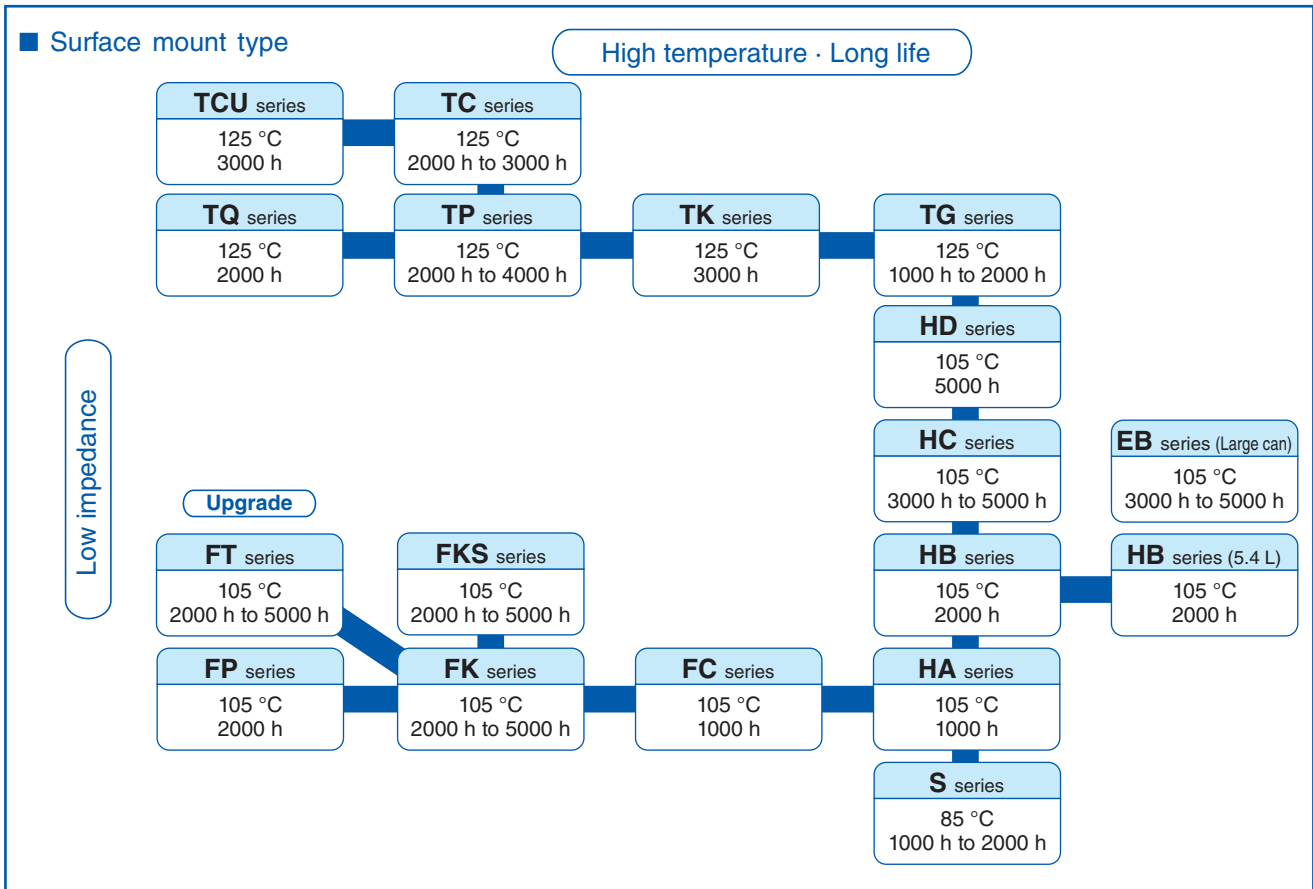 ■ Surface mount type
High temperature · Long life
TCU series
125 °C
3000 h
TC series
125 °C
2000 h to 3000 h
TQ series
125 °C
2000 h
TP series
125 °C
2000 h to 4000 h
TK series
125 °C
3000 h
TG series
125 °C
1000 h to 2000 h
HD series
105 °C
5000 h
Low impedance
HC series
105 °C
3000 h to 5000 h
EB series (Large can)
105 °C
3000 h to 5000 h
Upgrade
FT series
105 °C
2000 h to 5000 h
FKS series
105 °C
2000 h to 5000 h
HB series
105 °C
2000 h
HB series (5.4 L)
105 °C
2000 h
FP series
105 °C
2000 h
FK series
105 °C
2000 h to 5000 h
FC series
105 °C
1000 h
HA series
105 °C
1000 h
S series
85 °C
1000 h to 2000 h